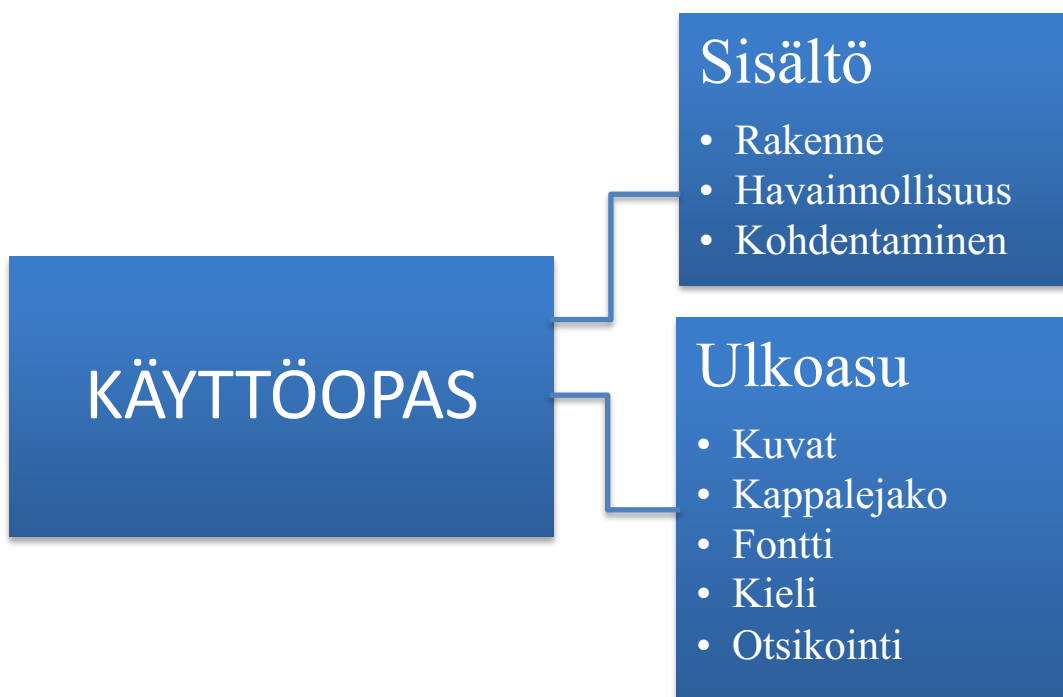 KÄYTTÖOPAS
Sisältö
• Rakenne
• Havainnollisuus
• Kohdentaminen
Ulkoasu
• Kuvat
• Kappalejako
• Fontti
• Kieli
• Otsikointi